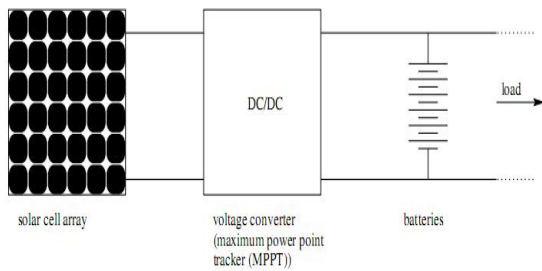 DC/DC
load
solar cell array
voltage converter
(maximum power point
tracker (MPPT))
batteries